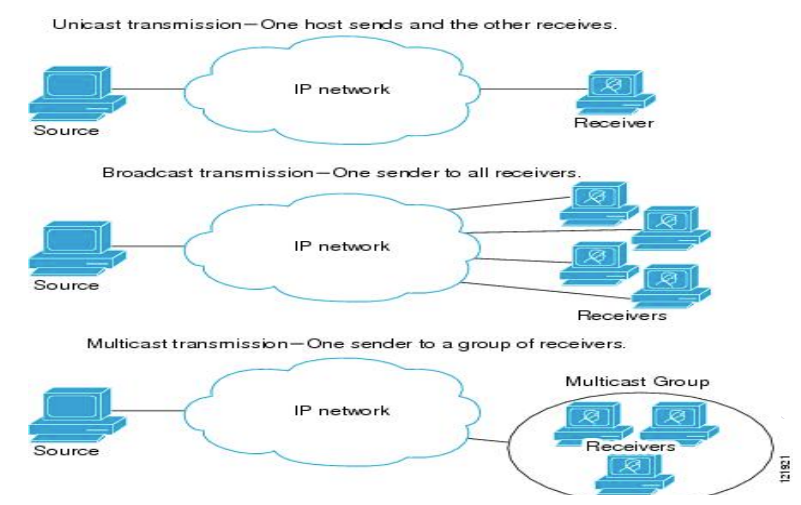 Unicast transmission—One host sends and the other receives.
IP network
Source
Receiver
Broadcast transmission—One sender to all receivers.
IP network
Source
Receivers
Multicast transmission—One sender to a group of receivers.
Multicast Group
IP network
Receivers
Source
121921